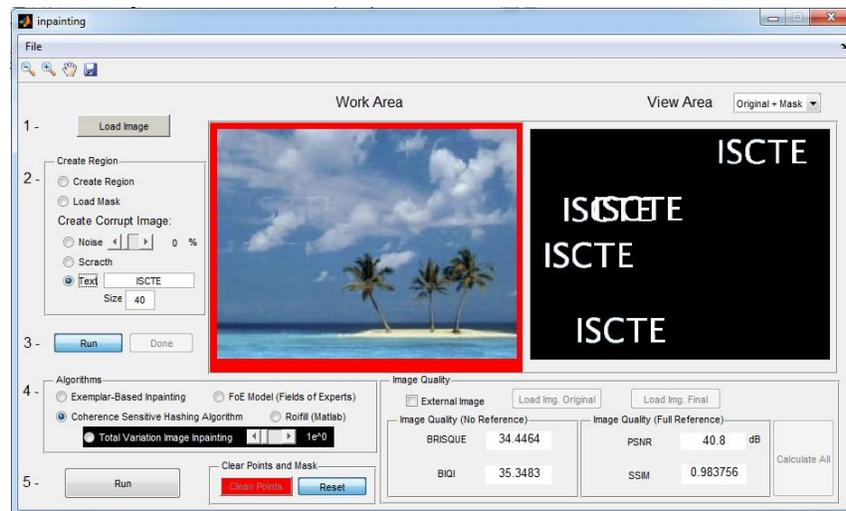 inpainting
File
Work Area
View Area
Original + Mask
1 -
Load Image
Create Region
2 -
Create Region
Load Mask
Create Corrupt Image:
Noise
0 %
Scracth
Text
ISCTE
Size
40
3 -
Run
Done
ISCTE
ISCTE
ISCTE
ISCTE
ISCTE
Algorithms
4 -
Exemplar-Based Inpainting
FoE Model (Fields of Experts)
Coherence Sensitive Hashing Algorithm
Roifill (Matlab)
Total Variation Image Inpainting
1e^0
Image Quality
External Image
Load Img. Original
Load Img. Final
Image Quality (No Reference)
BRISQUE
34.4464
BIQI
35.3483
Image Quality (Full Reference)
PSNR
40.8
dB
SSIM
0.983756
Calculate All
5 -
Run
Clear Points and Mask
Clean Points
Reset